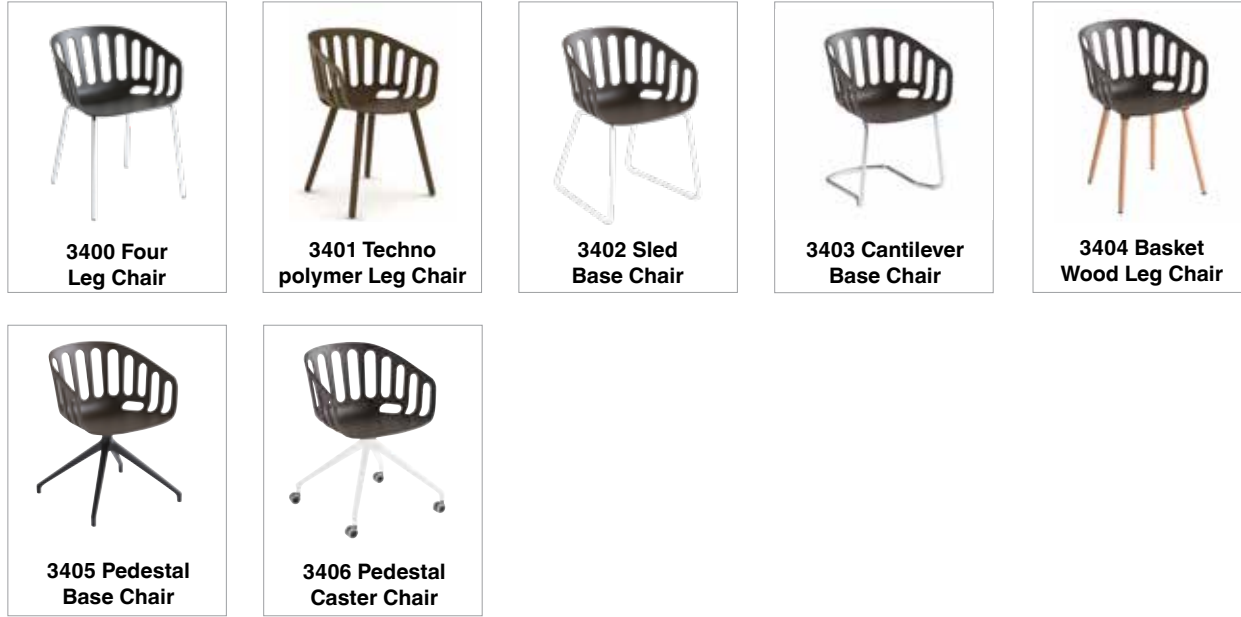 3400 Four
Leg Chair
3401 Techno
polymer Leg Chair
3402 Sled
Base Chair
3403 Cantilever
Base Chair
3404 Basket
Wood Leg Chair
3405 Pedestal
Base Chair
3406 Pedestal
Caster Chair